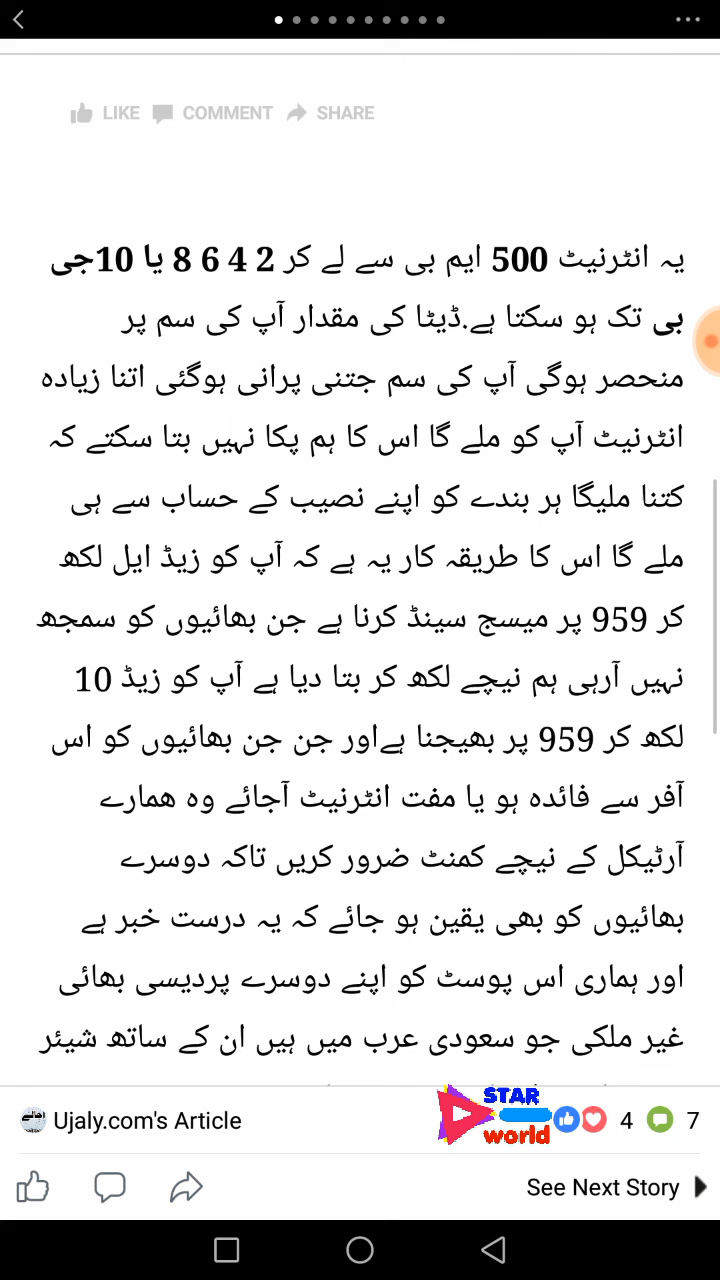 LIKE COMMENT SHARE
یہ انٹرنیٹ 500 ایم بی سے لے کر 2 4 6 8 یا 10جی
بی تک ہو سکتا ہے.ڈیٹا کی مقدار آپ کی سم پر
منحصر ہوگی آپ کی سم جتنی پرانی ہوگئی اتنا زیادہ
انٹرنیٹ آپ کو ملے گا اس کا ہم پکا نہیں بتا سکتے کہ
کتنا ملیگا ہر بندے کو اپنے نصیب کے حساب سے ہی
ملے گا اس کا طریقہ کار یہ ہے کہ آپ کو زیڈ ایل لکھ
کر 959 پر میسج سینڈ کرنا ہے جن بھائیوں کو سمجھ
نہیں آرہی ہم نیچے لکھ کر بتا دیا ہے آپ کو زیڈ 10
لکھ کر 959 پر بھیجنا ہےاور جن جن بھائیوں کو اس
آفر سے فائدہ ہو یا مفت انٹرنیٹ آجائے وہ ھمارے
آرٹیکل کے نیچے کمنٹ ضرور کریں تاکہ دوسرے
بھائیوں کو بھی یقین ہو جائے کہ یہ درست خبر ہے
اور ہماری اس پوسٹ کو اپنے دوسرے پردیسی بھائی
غیر ملکی جو سعودی عرب میں ہیں ان کے ساتھ شیئر
Ujaly.com's Article
STAR
world
4 7
See Next Story